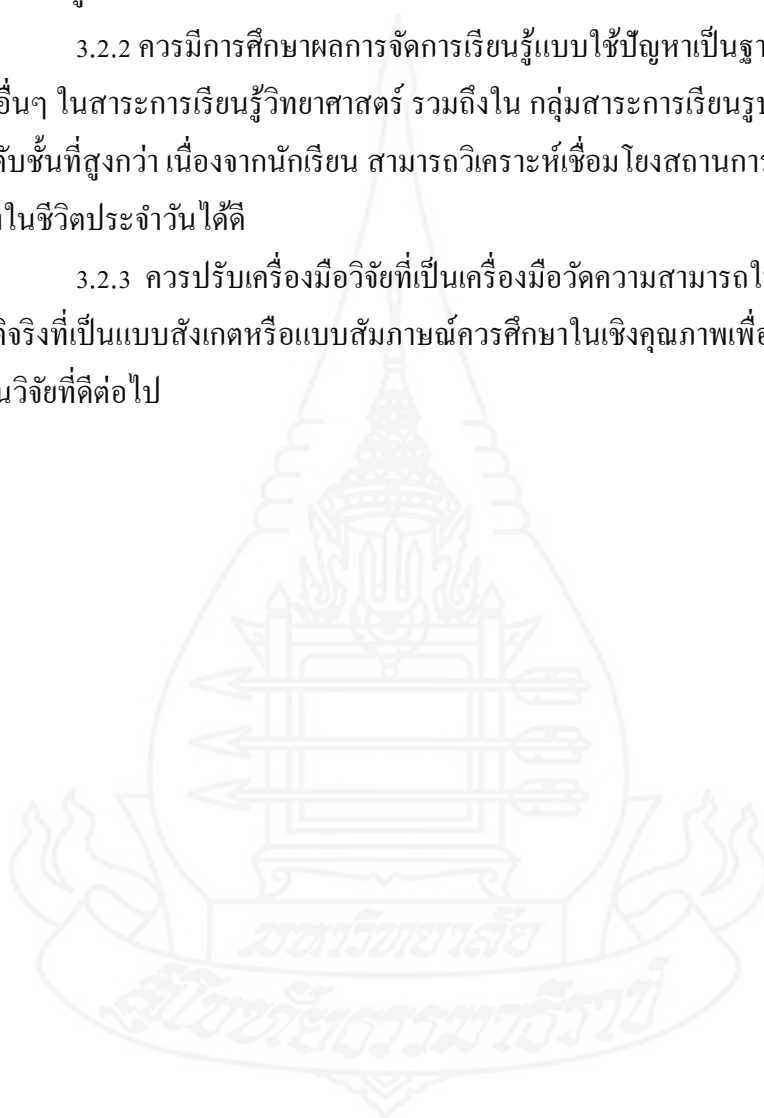 3.2.2 ควรมีการศึกษาผลการจัดการเรียนรู้แบบใช้ปัญหาเป็นฐา
อื่นๆ ในสาระการเรียนรู้วิทยาศาสตร์ รวมถึงใน กลุ่มสาระการเรียนรูป
ับชั้นที่สูงกว่า เนื่องจากนักเรียน สามารถวิเคราะห์เชื่อมโยงสถานการ
ในชีวิตประจำวันได้ดี
3.2.3 ควรปรับเครื่องมือวิจัยที่เป็นเครื่องมือวัดความสามารถใ
ิจริงที่เป็นแบบสังเกตหรือแบบสัมภาษณ์ควรศึกษาในเชิงคุณภาพเพื่อ
นวิจัยที่ดีต่อไป
มหาวิทยาลัย
สุโขทัยธรรมาธิราช